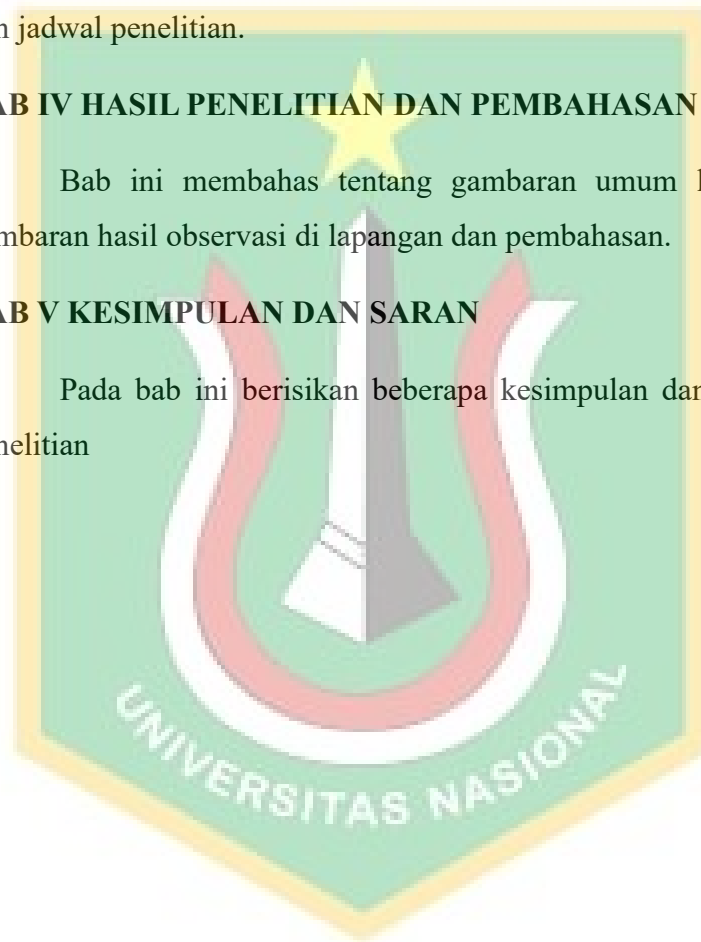 n jadwal penelitian.
AB IV HASIL PENELITIAN DAN PEMBAHASAN
Bab ini membahas tentang gambaran umum
mbaran hasil observasi di lapangan dan pembahasan.
AB V KESIMPULAN DAN SARAN
Pada bab ini berisikan beberapa kesimpulan dan
nelitian
UNIVERSITAS NASIONAL